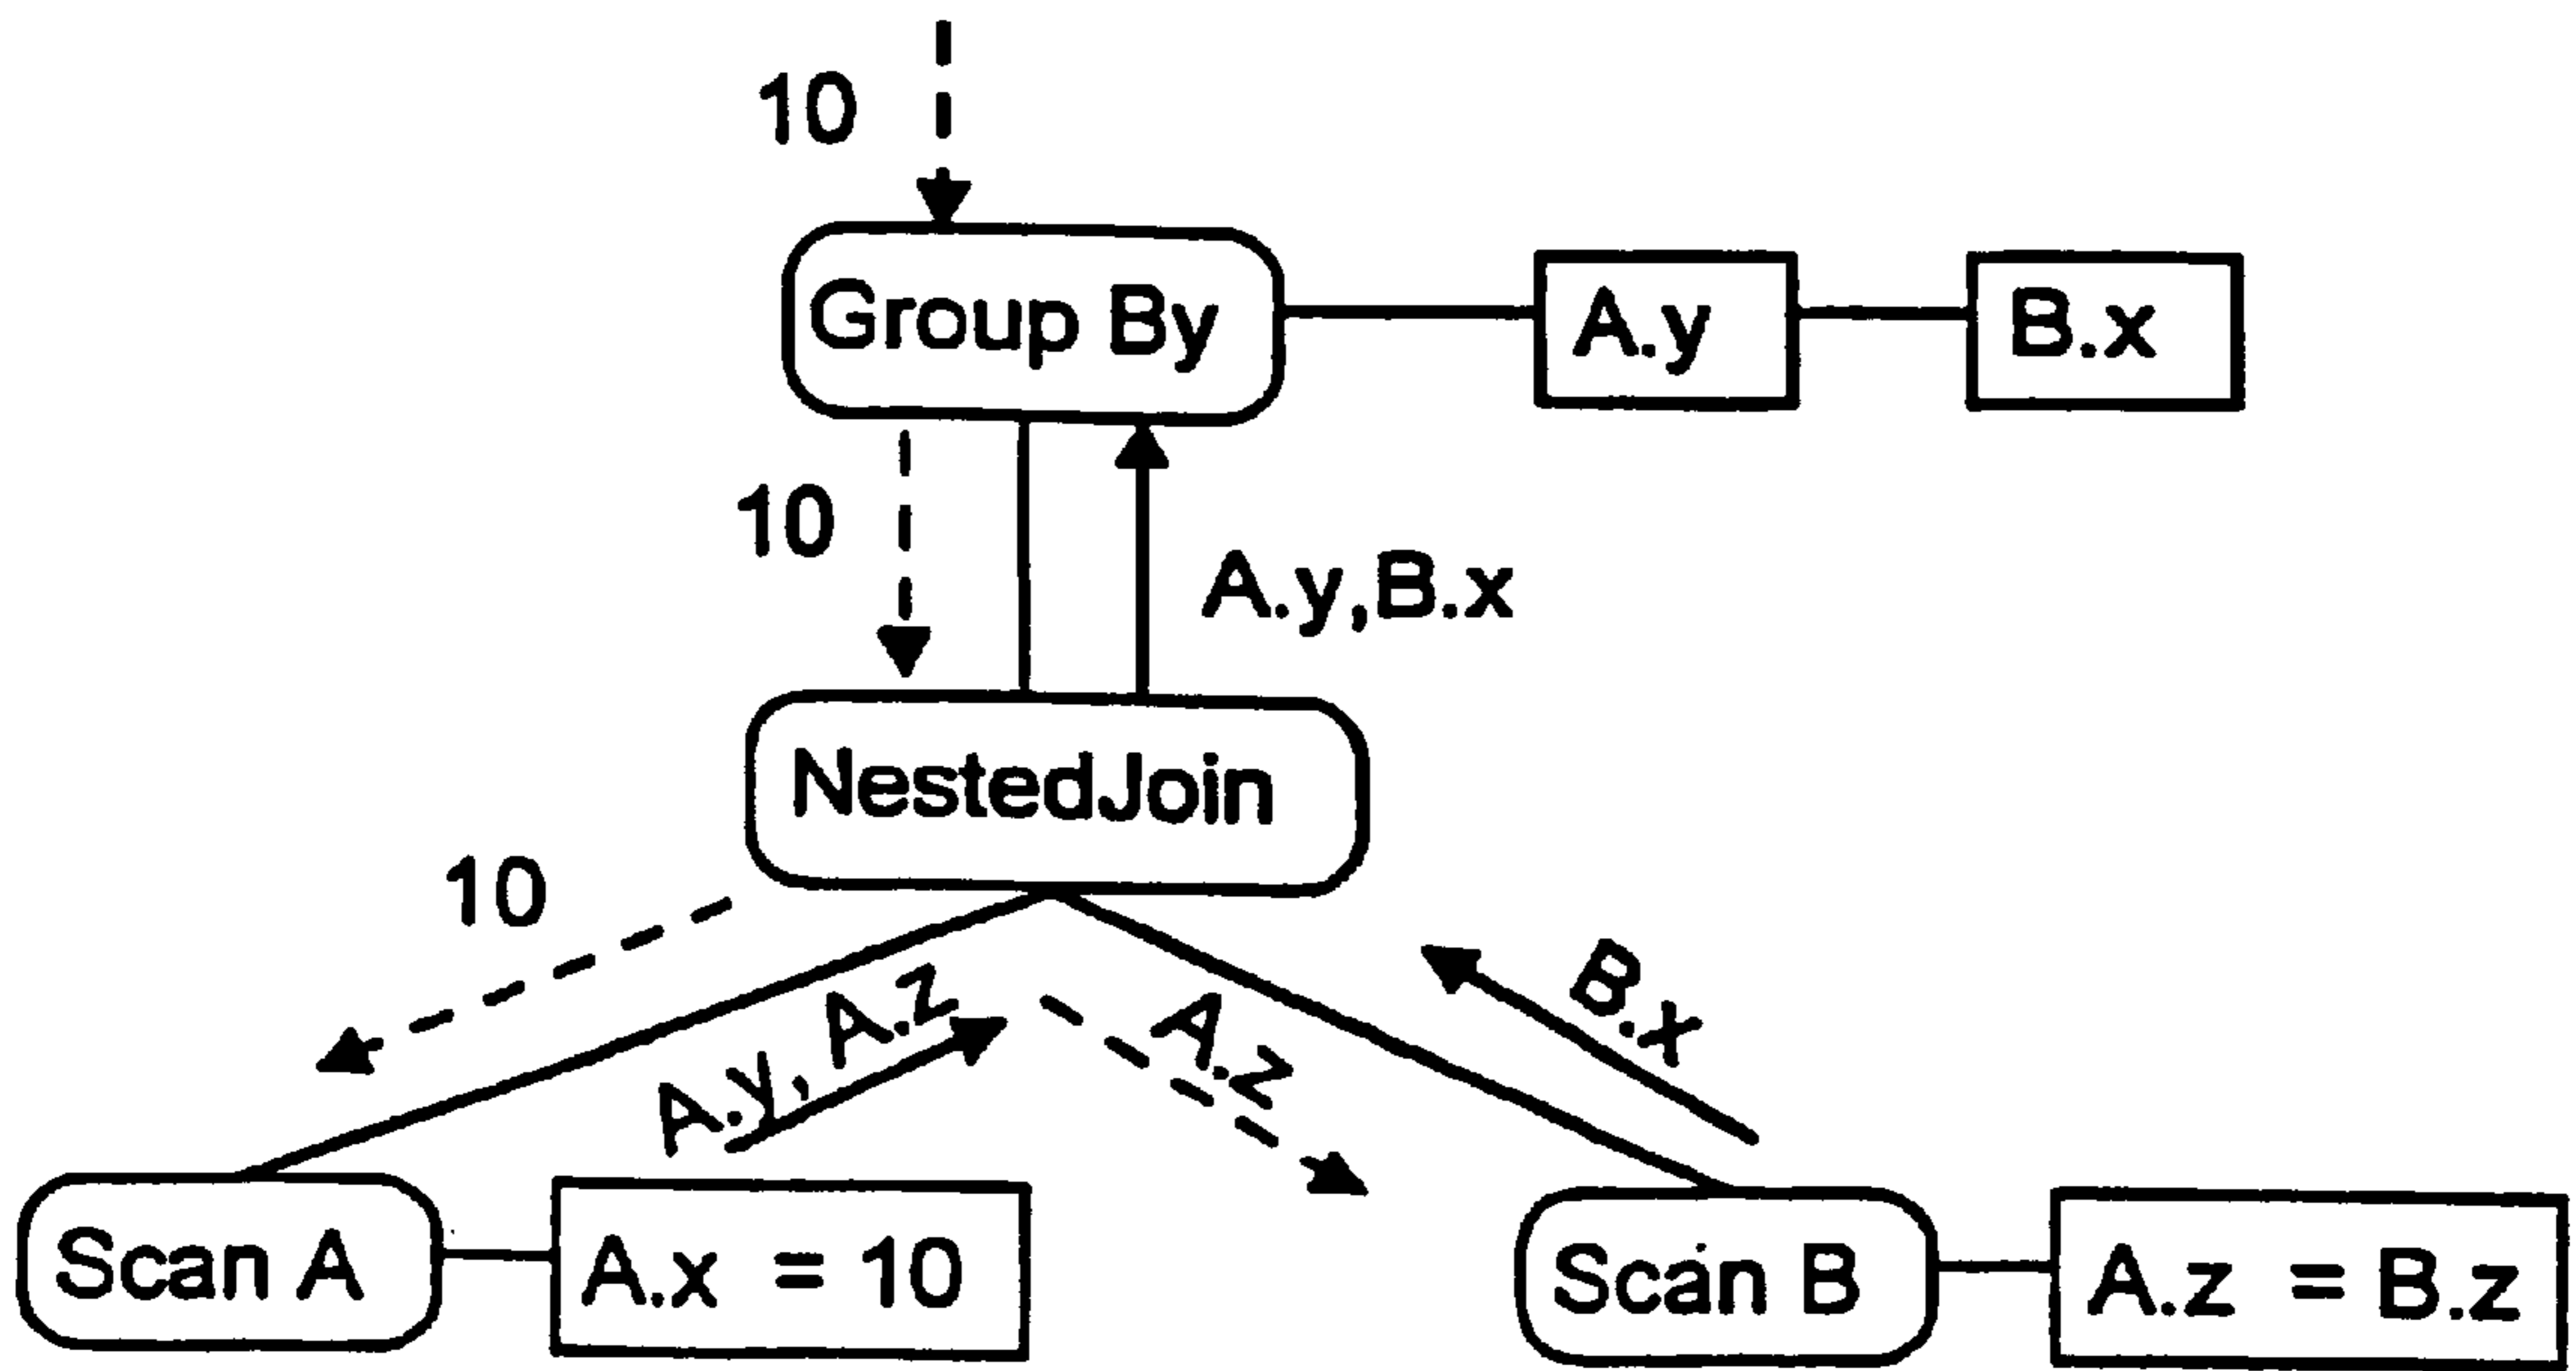 10
Group By
A.y
B.x
10
A.y,B.x
NestedJoin
10
A.y, A.z
A.z
B.x
Scan A
A.x = 10
Scan B
A.z = B.z